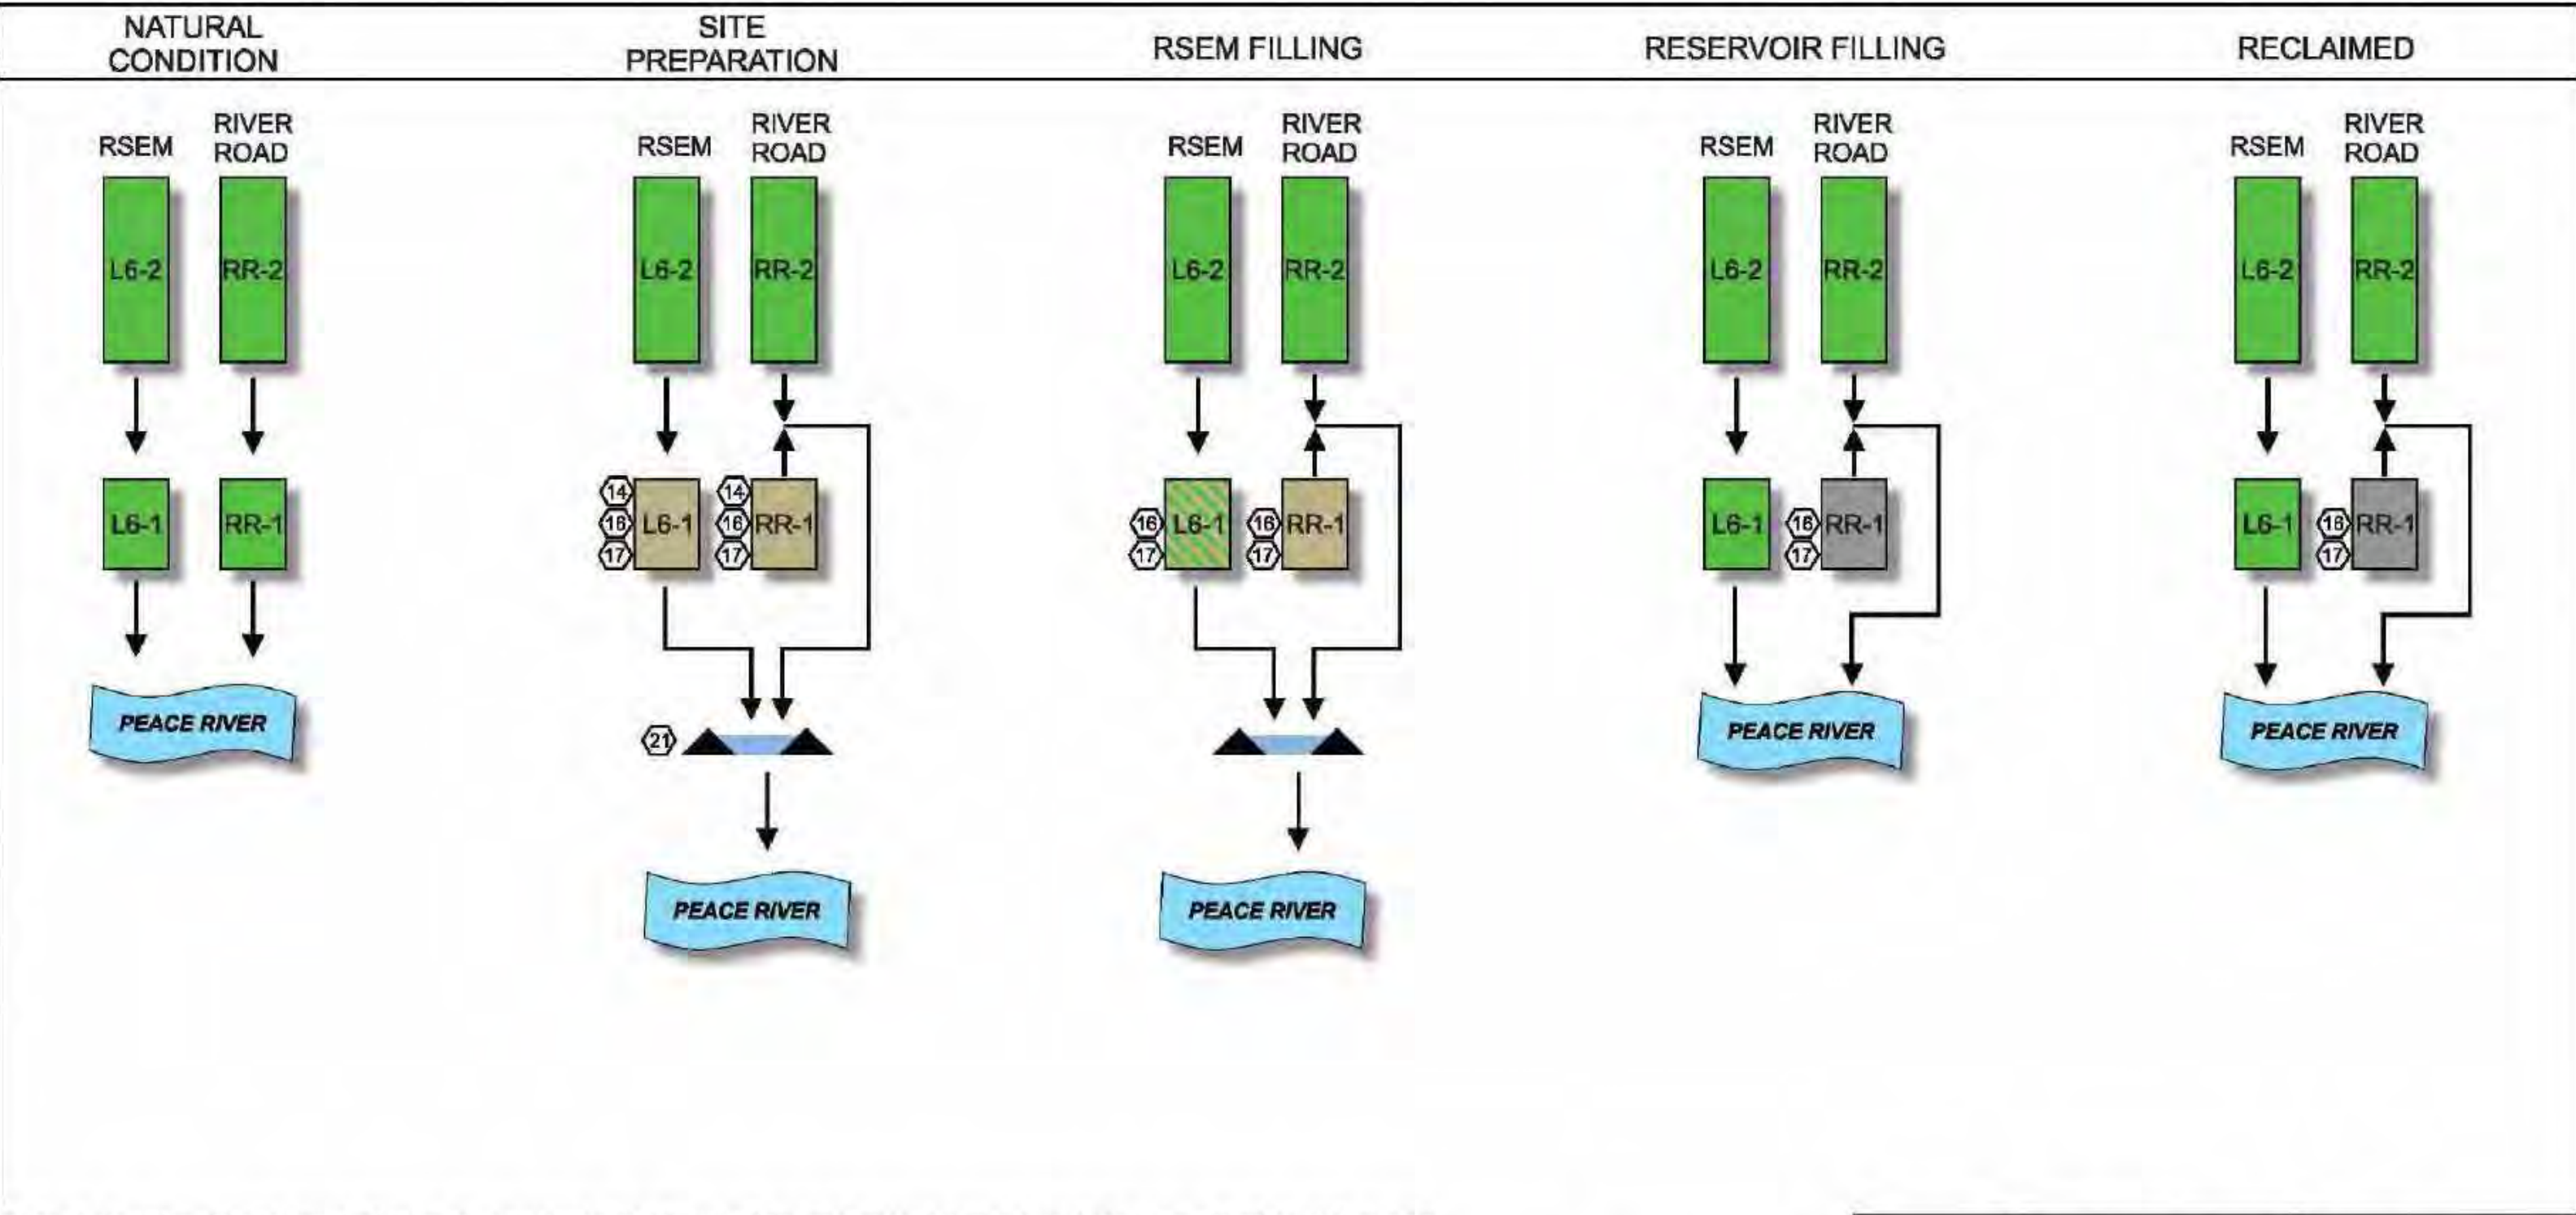 NATURAL
CONDITION
SITE
PREPARATION
RSEM FILLING
RESERVOIR FILLING
RECLAIMED
RSEM
RIVER
ROAD
L6-2
RR-2
L6-1
RR-1
PEACE RIVER
RSEM
RIVER
ROAD
L6-2
RR-2
14
16
17
L6-1
14
16
17
RR-1
21
PEACE RIVER
RSEM
RIVER
ROAD
L6-2
RR-2
16
17
L6-1
16
17
RR-1
PEACE RIVER
RSEM
RIVER
ROAD
L6-2
RR-2
L6-1
16
17
RR-1
PEACE RIVER
RSEM
RIVER
ROAD
L6-2
RR-2
L6-1
16
17
RR-1
PEACE RIVER